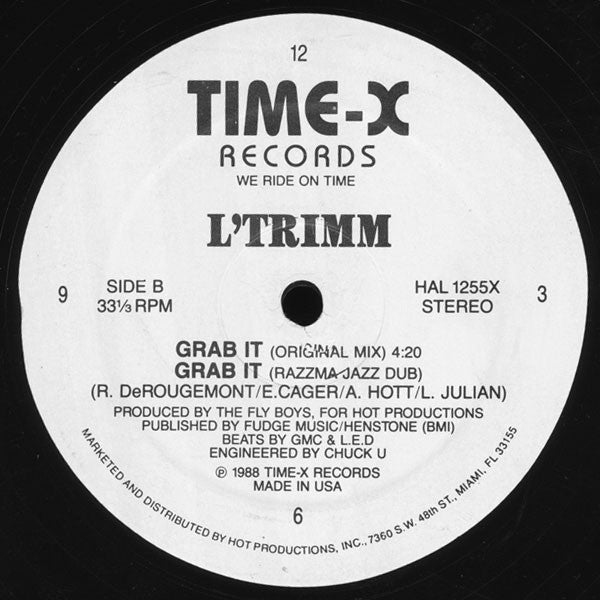 12
TIME-X
RECORDS
WE RIDE ON TIME
L'TRIMM
9
SIDE B
33⅓ RPM
HAL 1255X
STEREO
3
GRAB IT (ORIGINAL MIX) 4:20
GRAB IT (RAZZMA JAZZ DUB)
(R. DeROUGEMONT/E.CAGER/A. HOTT/L. JULIAN)
PRODUCED BY THE FLY BOYS, FOR HOT PRODUCTIONS
PUBLISHED BY FUDGE MUSIC/HENSTONE (BMI)
BEATS BY GMC & L.E.D
ENGINEERED BY CHUCK U
℗ 1988 TIME-X RECORDS
MADE IN USA
6
MARKETED AND DISTRIBUTED BY HOT PRODUCTIONS, INC., 7360 S.W. 48th ST., MIAMI, FL 33155